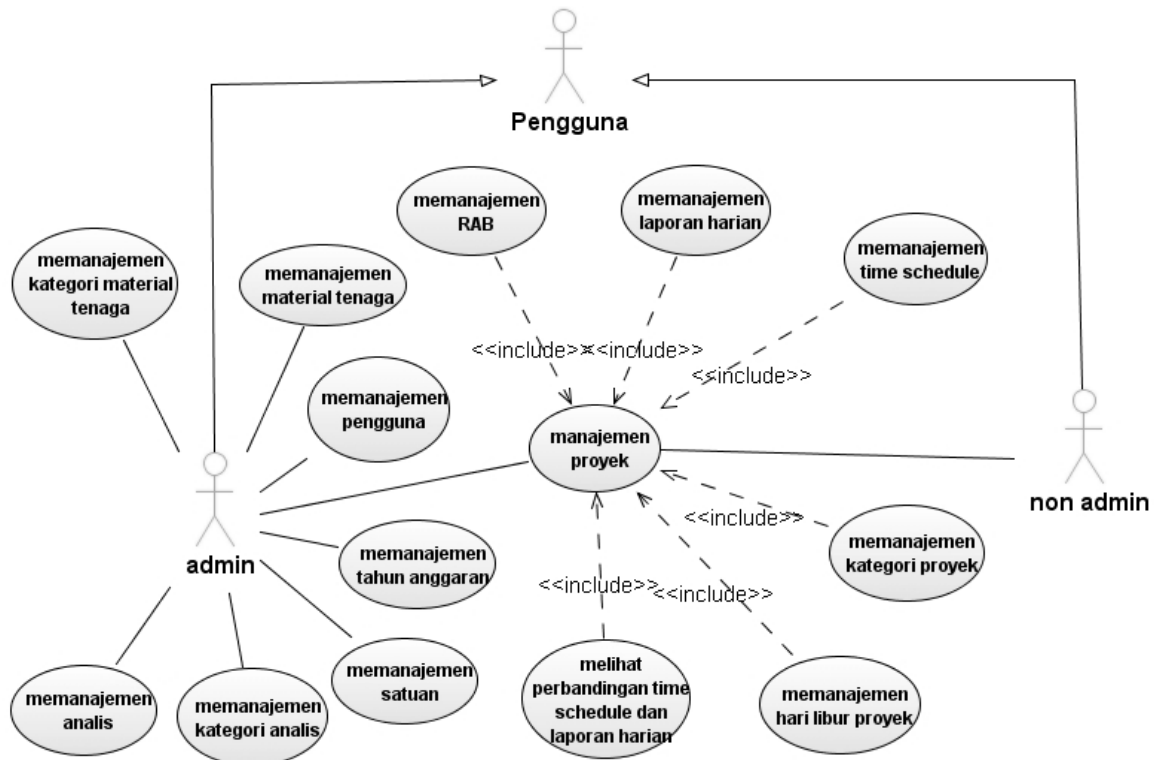 Pengguna
memanajemen
RAB
memanajemen
laporan harian
memanajemen
time schedule
memanajemen
kategori material
tenaga
memanajemen
material tenaga
<<include>>
<<include>>
<<include>>
memanajemen
pengguna
manajemen
proyek
non admin
admin
memanajemen
tahun anggaran
<<include>>
memanajemen
kategori proyek
<<include>>
<<include>>
memanajemen
analis
memanajemen
kategori analis
memanajemen
satuan
melihat
perbandingan time
schedule dan
laporan harian
memanajemen
hari libur proyek